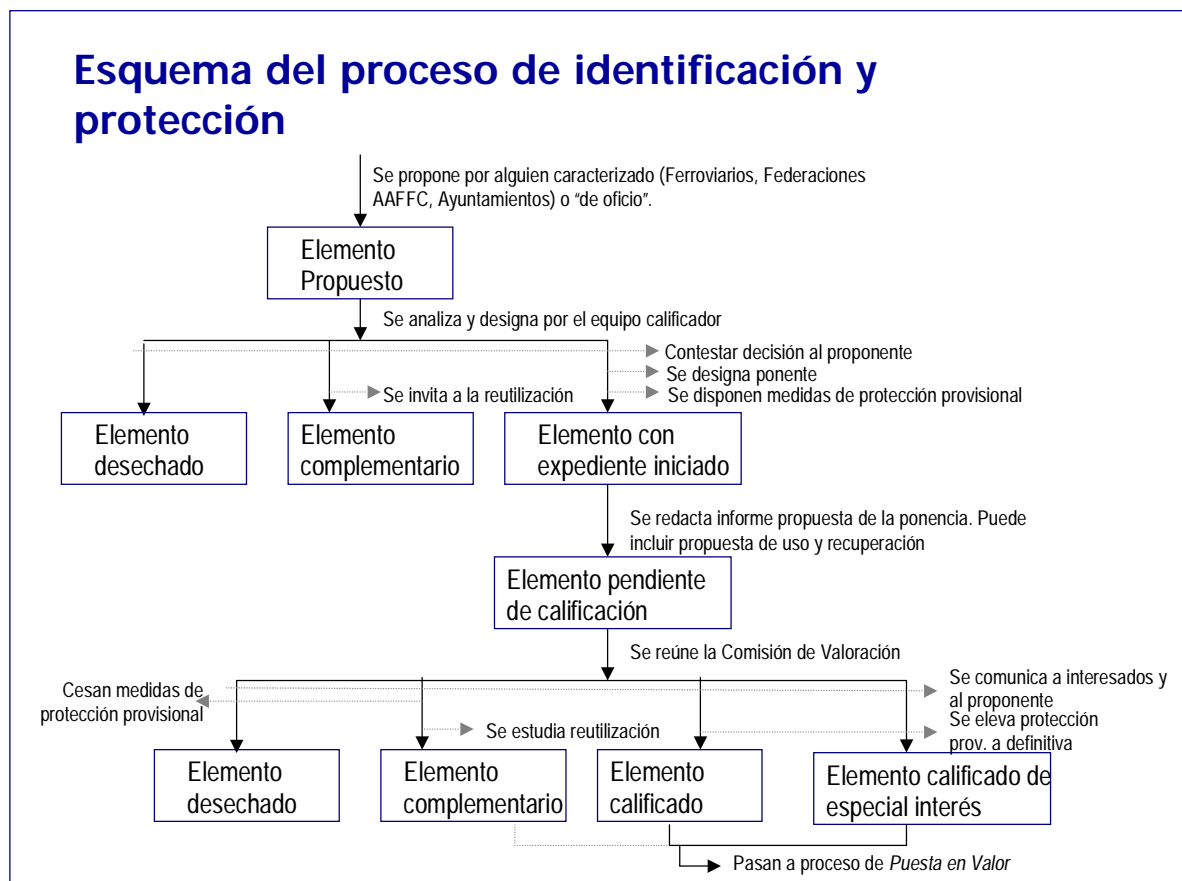 Esquema del proceso de identificación y
protección
Se propone por alguien caracterizado (Ferroviarios, Federaciones
AAFFC, Ayuntamientos) o "de oficio".
Elemento
Propuesto
Se analiza y designa por el equipo calificador
Contestar decisión al proponente
Se designa ponente
Se invita a la reutilización
Se disponen medidas de protección provisional
Elemento
desechado
Elemento
complementario
Elemento con
expediente iniciado
Se redacta informe propuesta de la ponencia. Puede
incluir propuesta de uso y recuperación
Elemento pendiente
de calificación
Se reúne la Comisión de Valoración
Cesan medidas de
protección provisional
Se comunica a interesados y
al proponente
Se estudia reutilización
Se eleva protección
prov. a definitiva
Elemento
desechado
Elemento
complementario
Elemento
calificado
Elemento calificado de
especial interés
Pasan a proceso de Puesta en Valor